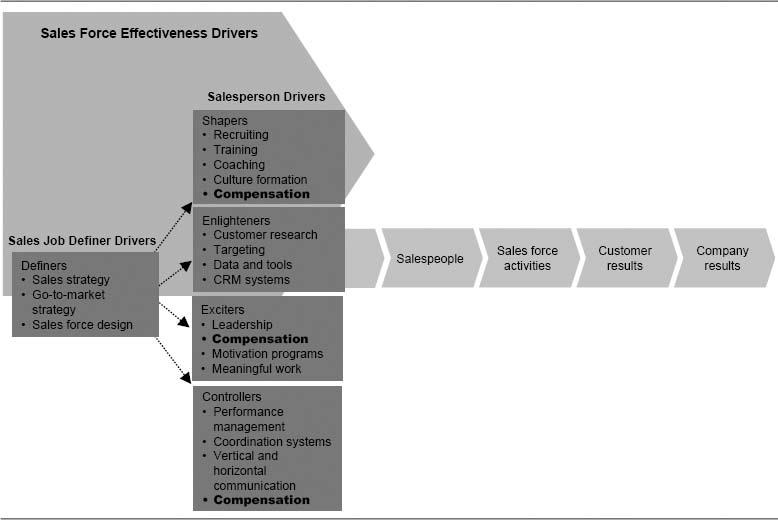 Sales Force Effectiveness Drivers
Salesperson Drivers
Shapers
• Recruiting
• Training
• Coaching
• Culture formation
• Compensation
Enlighteners
• Customer research
• Targeting
• Data and tools
• CRM systems
Sales Job Definer Drivers
Definers
• Sales strategy
• Go-to-market
strategy
• Sales force design
Exciters
• Leadership
• Compensation
• Motivation programs
• Meaningful work
Controllers
• Performance
management
• Coordination systems
• Vertical and
horizontal
communication
• Compensation
Salespeople
Sales force
activities
Customer
results
Company
results